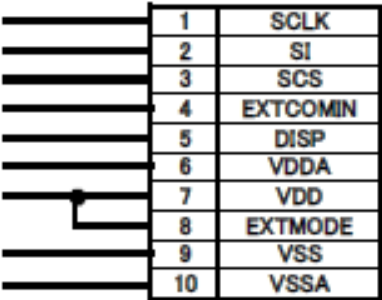 1 SCLK
2 SI
3 SCS
4 EXTCOMIN
5 DISP
6 VDDA
7 VDD
8 EXTMODE
9 VSS
10 VSSA